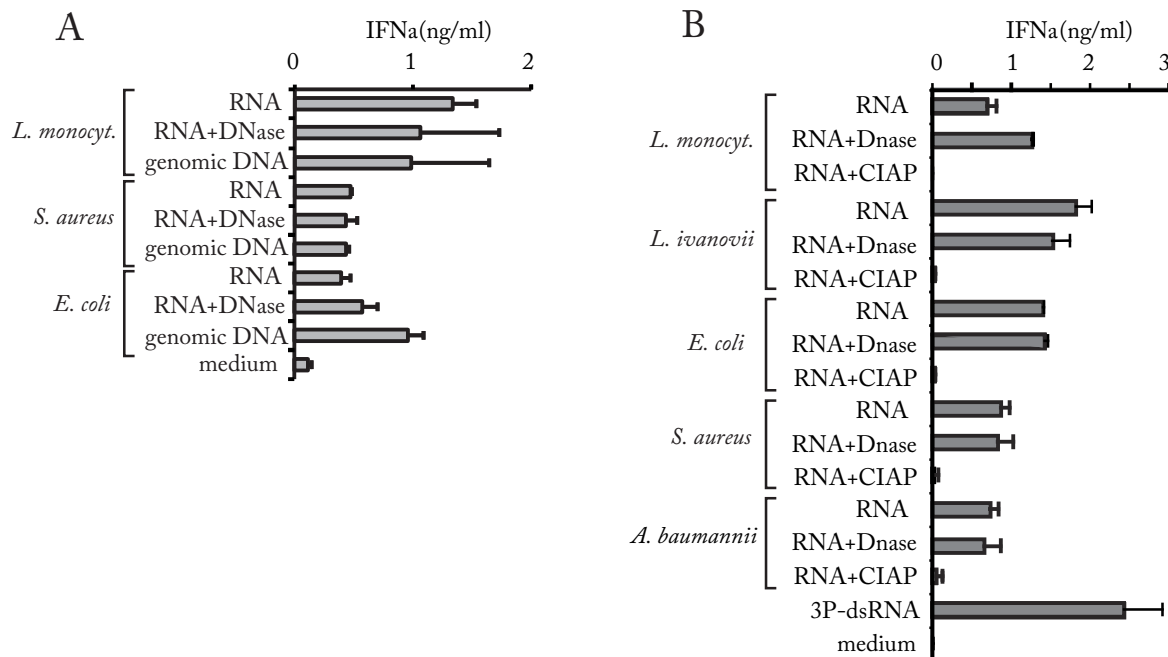 A
IFNa(ng/ml)
0 1 2
L. monocyt.
RNA
RNA+DNase
genomic DNA
S. aureus
RNA
RNA+DNase
genomic DNA
E. coli
RNA
RNA+DNase
genomic DNA
medium
B
IFNa(ng/ml)
0 1 2 3
L. monocyt.
RNA
RNA+Dnase
RNA+CIAP
L. ivanovii
RNA
RNA+Dnase
RNA+CIAP
E. coli
RNA
RNA+Dnase
RNA+CIAP
S. aureus
RNA
RNA+Dnase
RNA+CIAP
A. baumannii
RNA
RNA+Dnase
RNA+CIAP
3P-dsRNA
medium